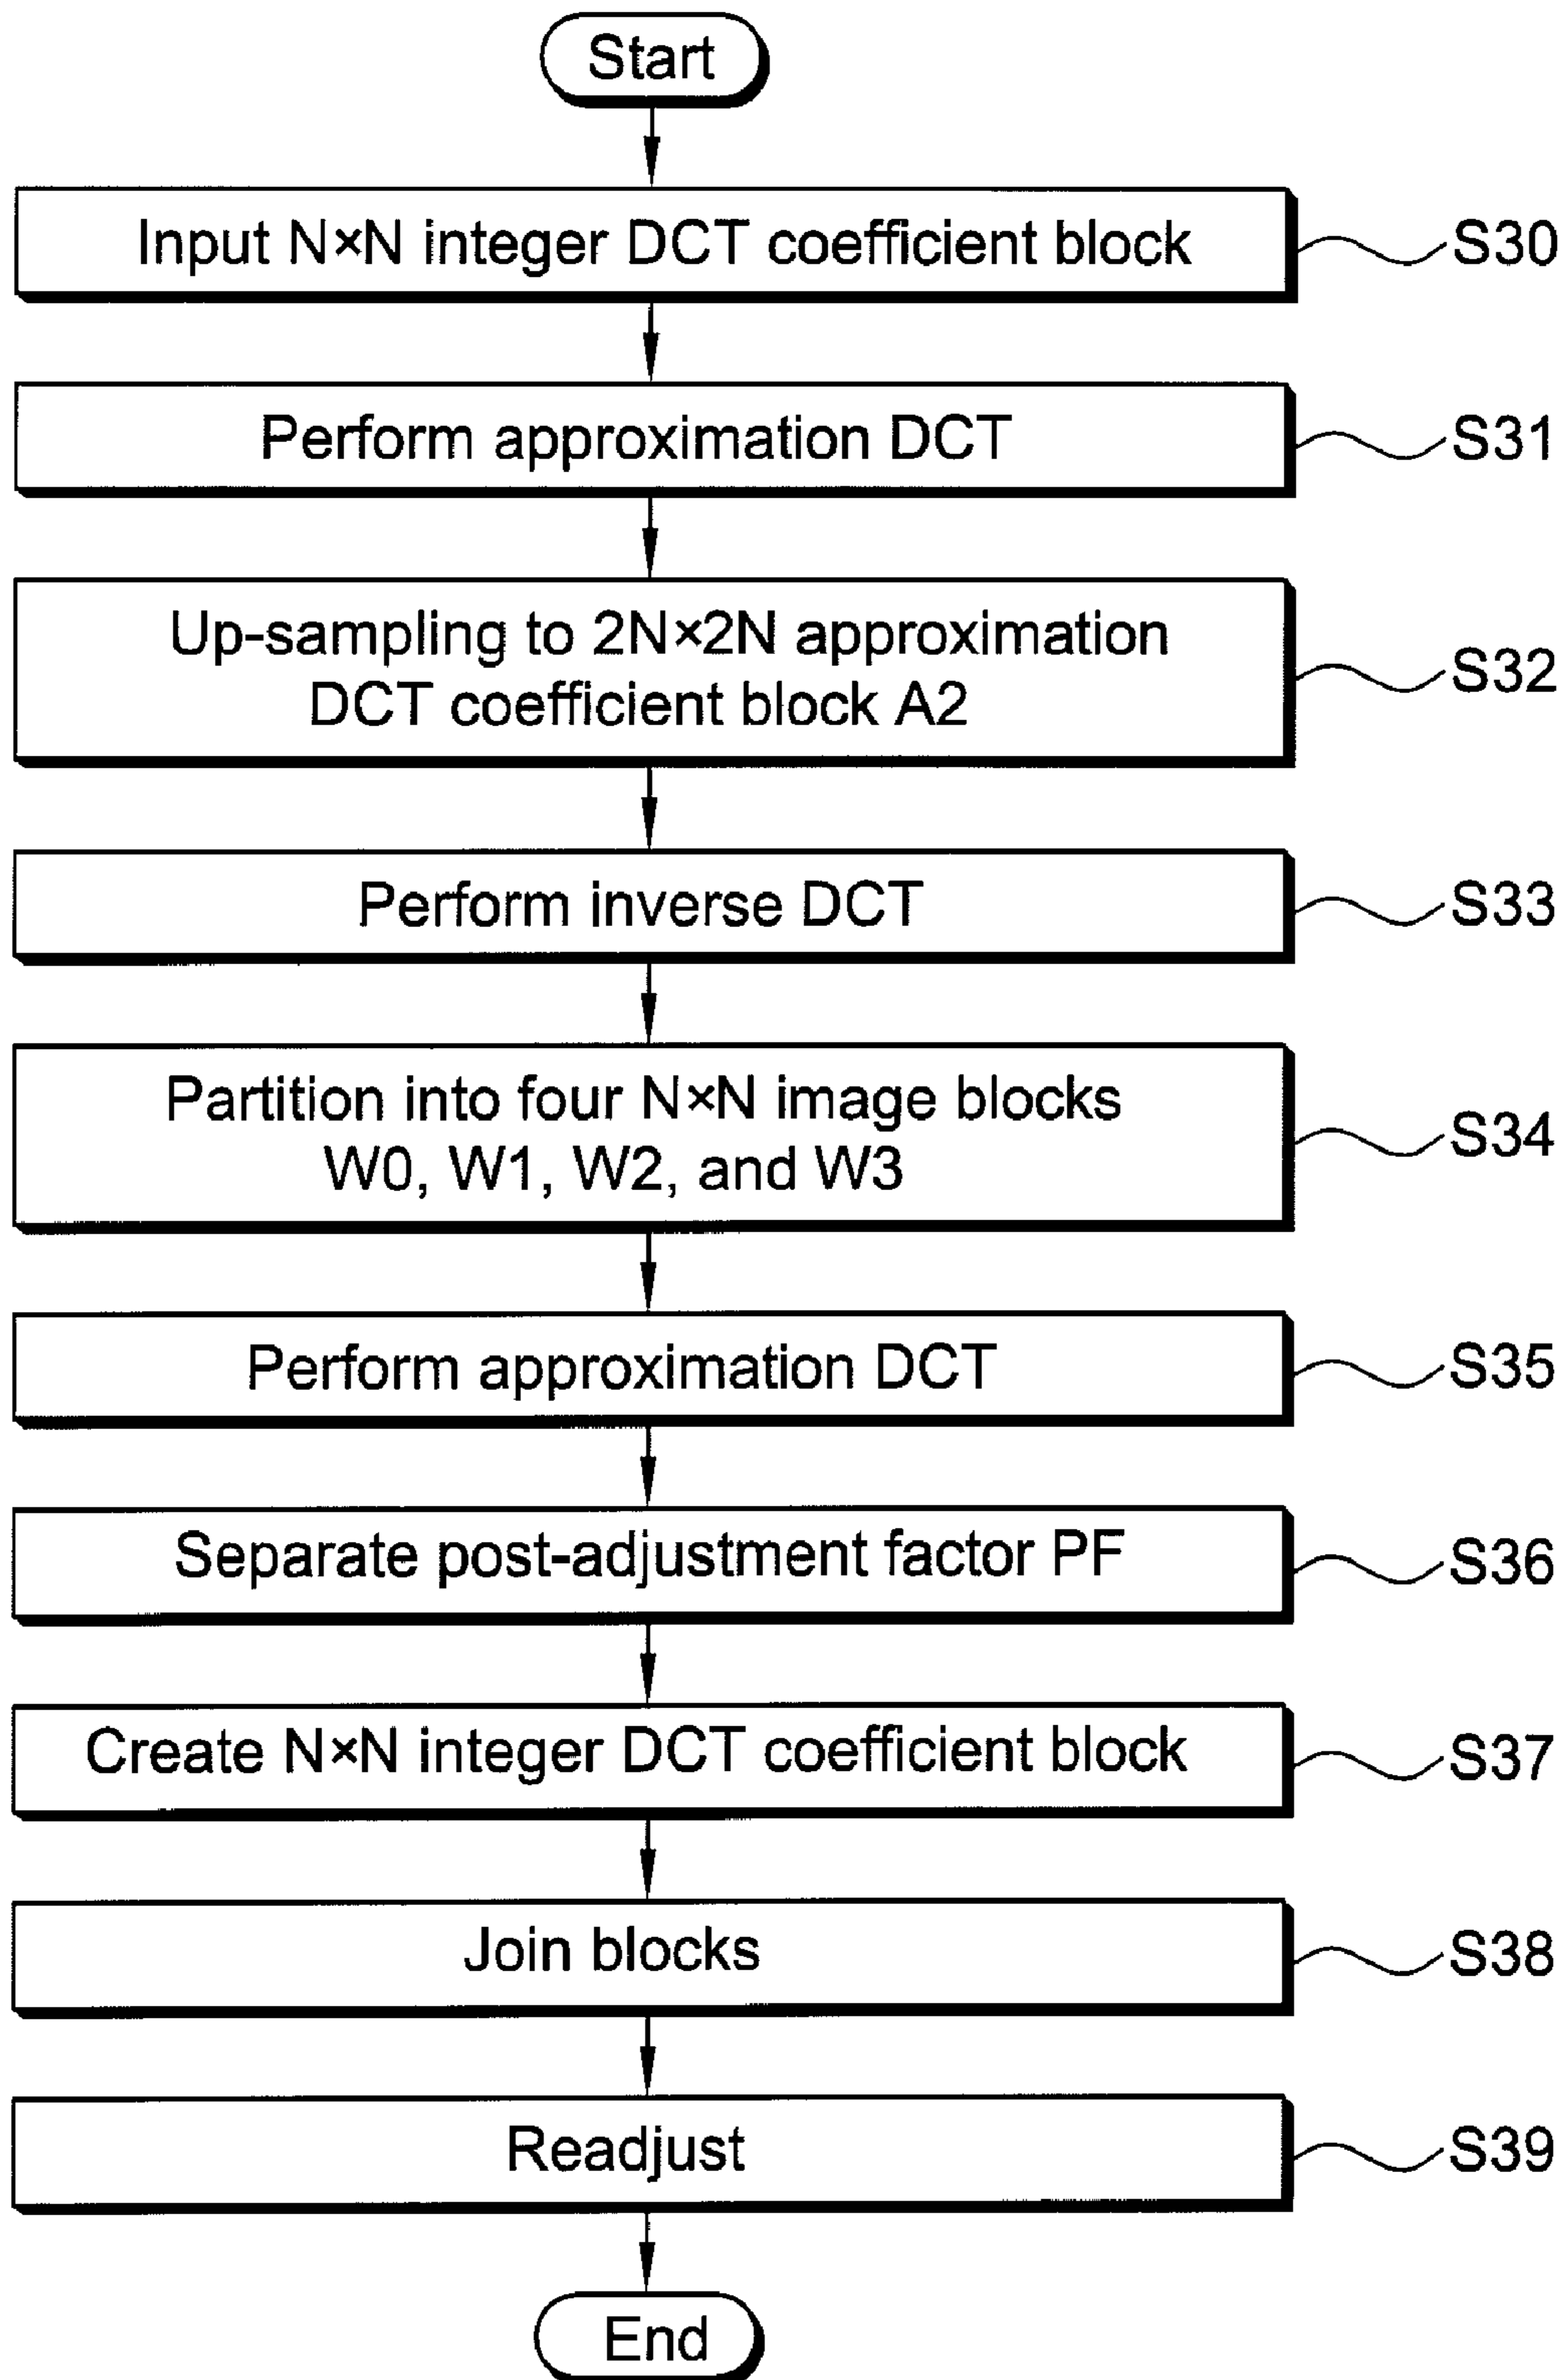 Start
Input N×N integer DCT coefficient block
S30
Perform approximation DCT
S31
Up-sampling to 2N×2N approximation
DCT coefficient block A2
S32
Perform inverse DCT
S33
Partition into four N×N image blocks
W0, W1, W2, and W3
S34
Perform approximation DCT
S35
Separate post-adjustment factor PF
S36
Create N×N integer DCT coefficient block
S37
Join blocks
S38
Readjust
S39
End